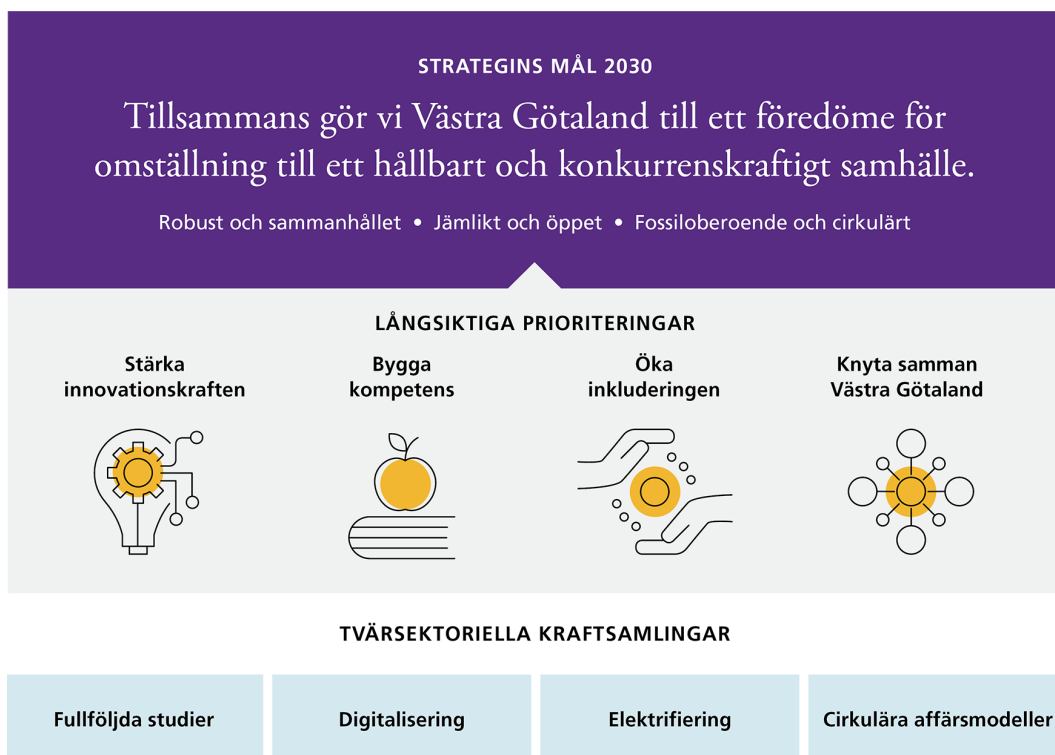 STRATEGINS MÅL 2030
Tillsammans gör vi Västra Götaland till ett föredöme för
omställning till ett hållbart och konkurrenskraftigt samhälle.
Robust och sammanhållet • Jämlikt och öppet • Fossiloberoende och cirkulärt
LÅNGSIKTIGA PRIORITERINGAR
Stärka
innovationskraften
Bygga
kompetens
Öka
inkluderingen
Knyta samman
Västra Götaland
TVÄRSEKTORIELLA KRAFTSAMLINGAR
Fullföljda studier
Digitalisering
Elektrifiering
Cirkulära affärsmodeller